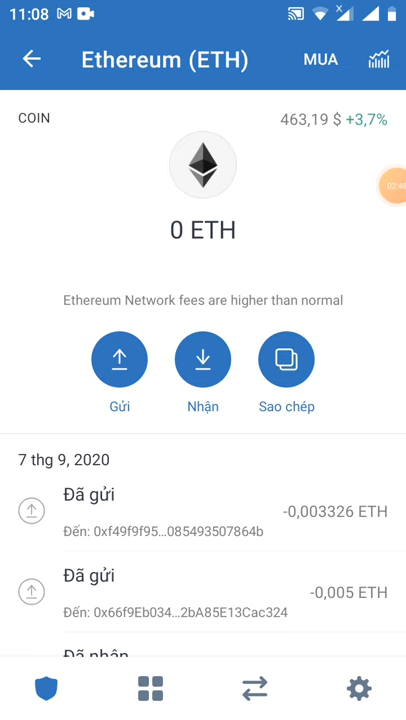 11:08
Ethereum (ETH)
MUA
COIN
463,19 $ +3,7%
0 ETH
Ethereum Network fees are higher than normal
Gửi
Nhận
Sao chép
7 thg 9, 2020
Đã gửi
-0,003326 ETH
Đến: 0xf49f9f95...085493507864b
Đã gửi
-0,005 ETH
Đến: 0x66f9Eb034...2bA85E13Cac324
Đã nhận